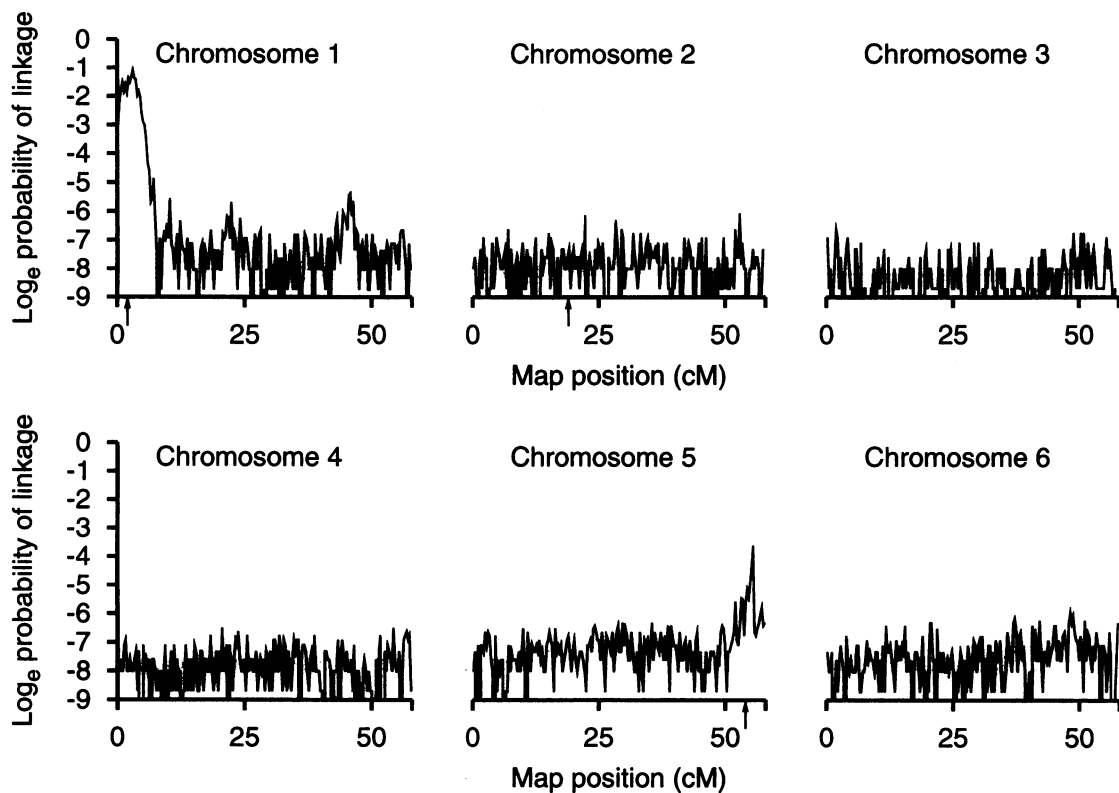 Log_e probability of linkage
0
-1
-2
-3
-4
-5
-6
-7
-8
-9
Chromosome 1
0 25 50
Chromosome 2
0 25 50
Chromosome 3
0 25 50
Map position (cM)
Log_e probability of linkage
0
-1
-2
-3
-4
-5
-6
-7
-8
-9
Chromosome 4
0 25 50
Chromosome 5
0 25 50
Chromosome 6
0 25 50
Map position (cM)